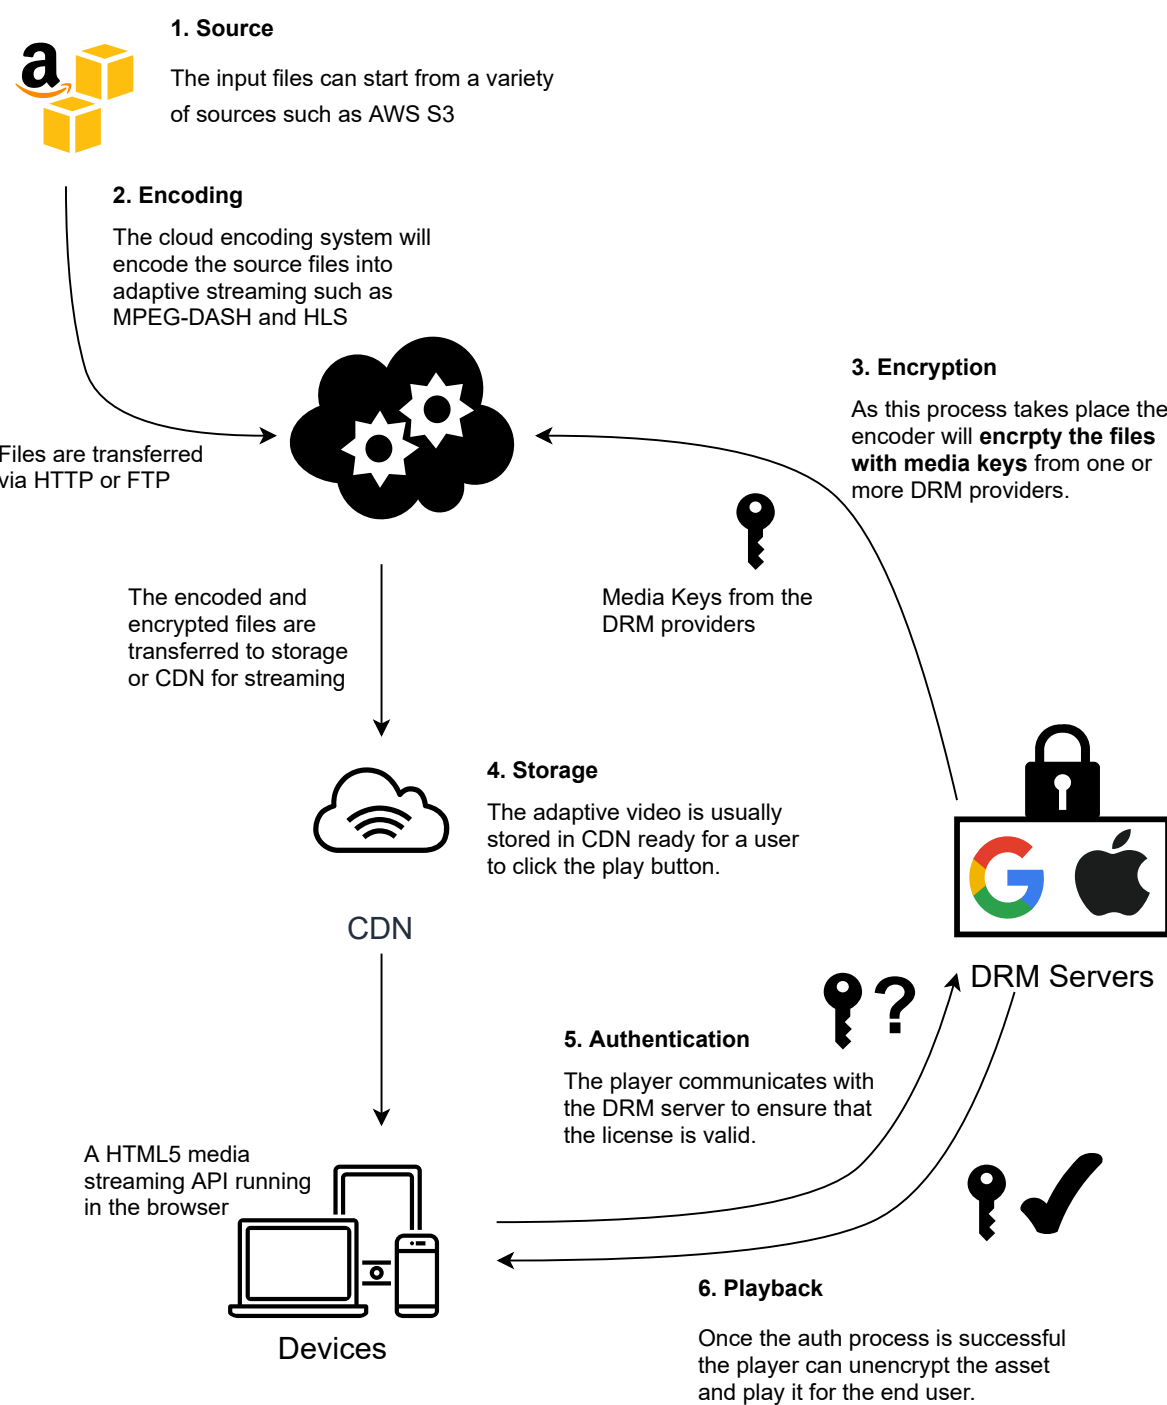 1. Source
The input files can start from a variety
of sources such as AWS S3
a
2. Encoding
The cloud encoding system will
encode the source files into
adaptive streaming such as
MPEG-DASH and HLS
Files are transferred
via HTTP or FTP
3. Encryption
As this process takes place the
encoder will encrpty the files
with media keys from one or
more DRM providers.
Media Keys from the
DRM providers
The encoded and
encrypted files are
transferred to storage
or CDN for streaming
4. Storage
The adaptive video is usually
stored in CDN ready for a user
to click the play button.
CDN
G
DRM Servers
?
5. Authentication
The player communicates with
the DRM server to ensure that
the license is valid.
A HTML5 media
streaming API running
in the browser
Devices
6. Playback
Once the auth process is successful
the player can unencrypt the asset
and play it for the end user.